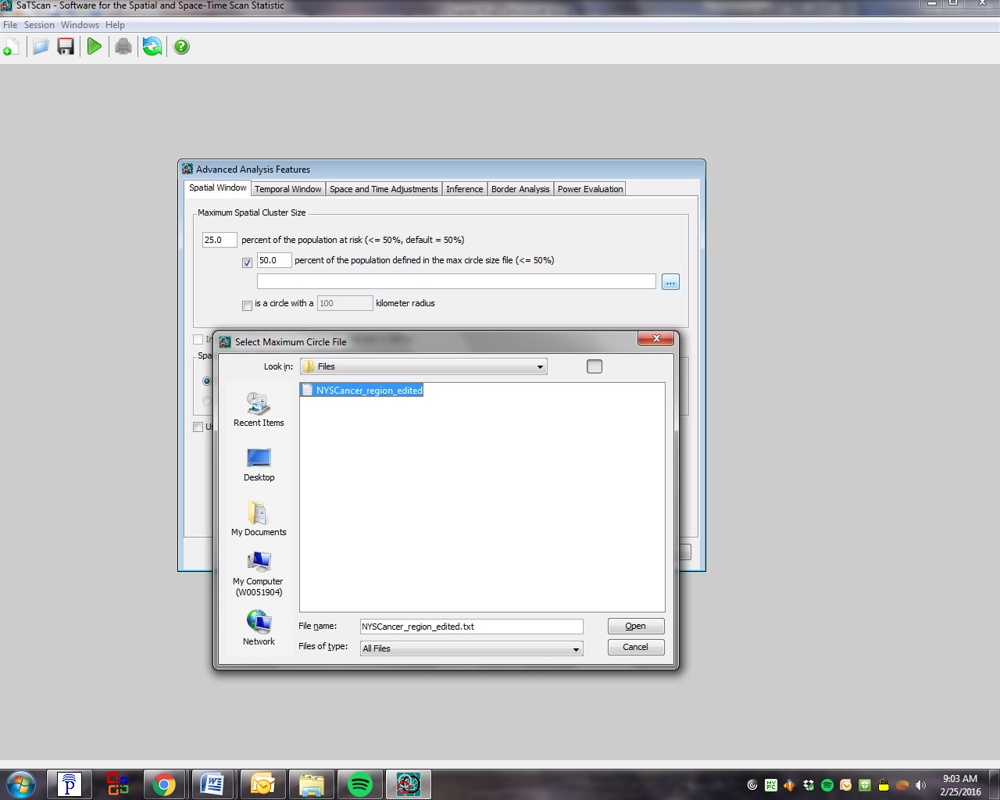 SaTScan - Software for the Spatial and Space-Time Scan Statistic
File Session Windows Help
Advanced Analysis Features
Spatial Window Temporal Window Space and Time Adjustments Inference Border Analysis Power Evaluation
Maximum Spatial Cluster Size
25.0 percent of the population at risk (<= 50%, default = 50%)
50.0 percent of the population defined in the max circle size file (<= 50%)
...
is a circle with a 100 kilometer radius
Select Maximum Circle File
Look in: Files
NYSCancer_region_edited
Recent Items
Desktop
My Documents
My Computer
(W0051904)
Network
File name: NYSCancer_region_edited.txt Open
Files of type: All Files Cancel
9:03 AM
2/25/2016